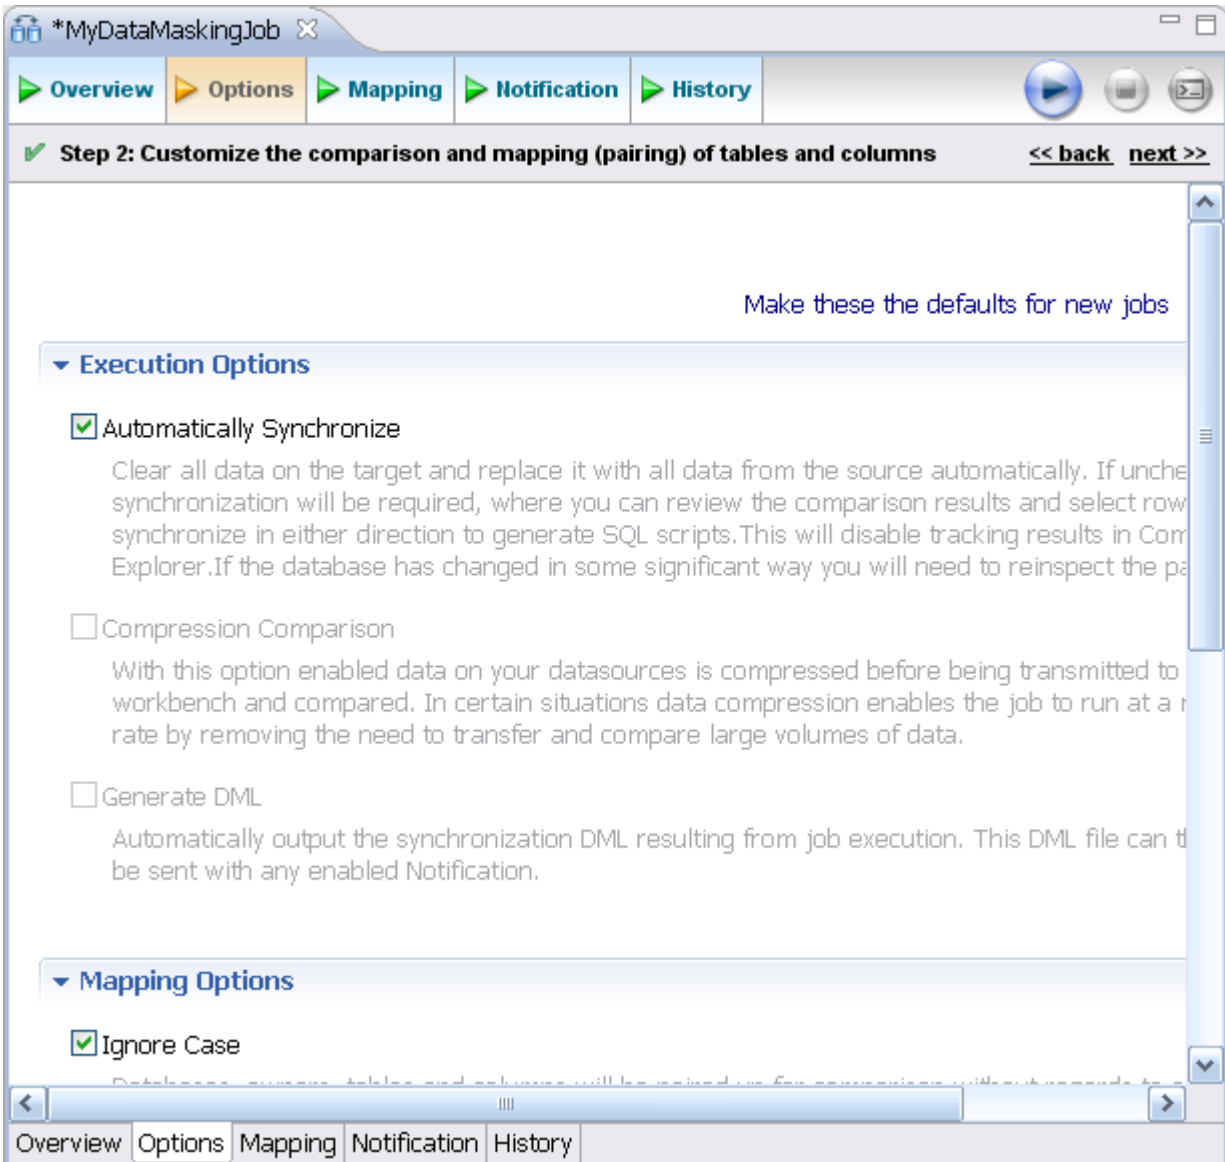 *MyDataMaskingJob
Overview Options Mapping Notification History
Step 2: Customize the comparison and mapping (pairing) of tables and columns << back next >>
Make these the defaults for new jobs
Execution Options
Automatically Synchronize
Clear all data on the target and replace it with all data from the source automatically. If unche
synchronization will be required, where you can review the comparison results and select row
synchronize in either direction to generate SQL scripts.This will disable tracking results in Com
Explorer.If the database has changed in some significant way you will need to reinspect the pa
Compression Comparison
With this option enabled data on your datasources is compressed before being transmitted to
workbench and compared. In certain situations data compression enables the job to run at a
rate by removing the need to transfer and compare large volumes of data.
Generate DML
Automatically output the synchronization DML resulting from job execution. This DML file can
be sent with any enabled Notification.
Mapping Options
Ignore Case
Overview Options Mapping Notification History